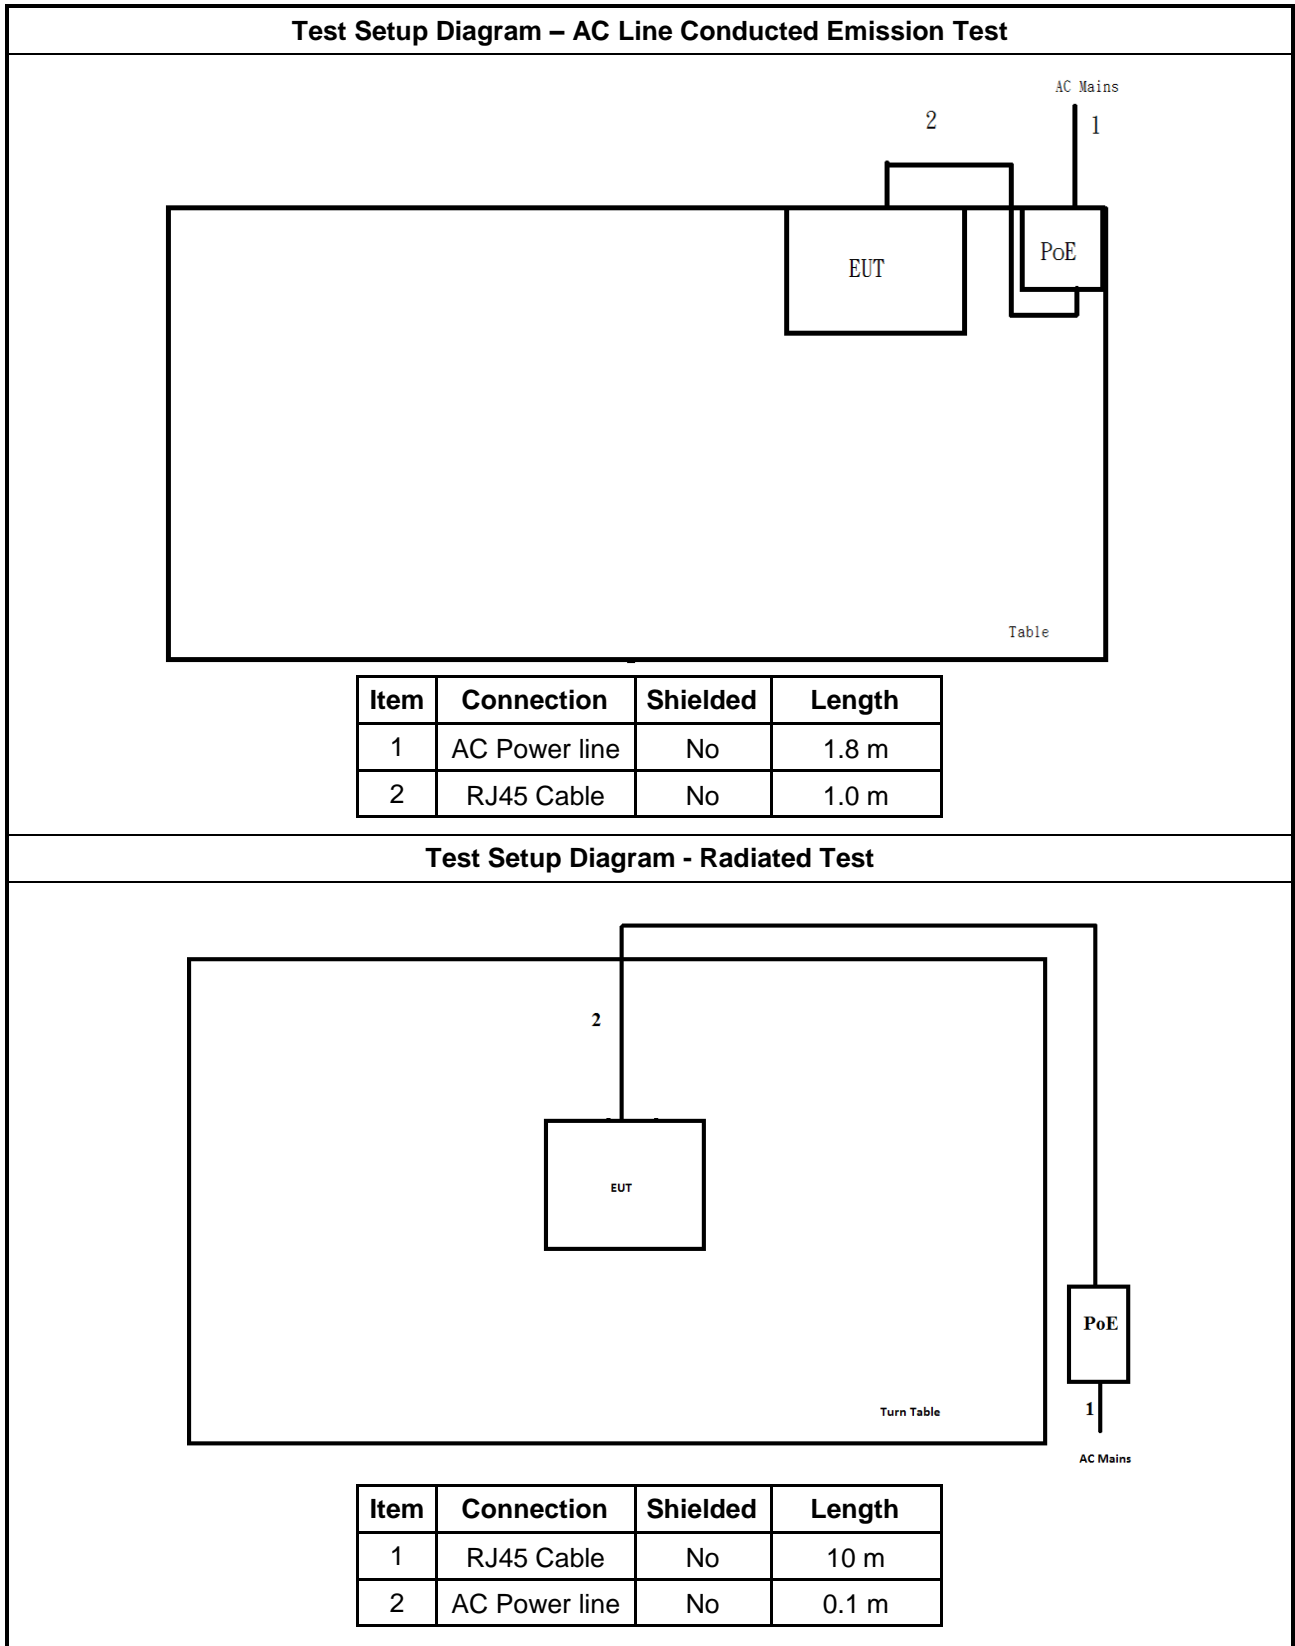 Test Setup Diagram – AC Line Conducted Emission Test
AC Mains
2
1
EUT
PoE
Table
Item Connection Shielded Length
1 AC Power line No 1.8 m
2 RJ45 Cable No 1.0 m
Test Setup Diagram - Radiated Test
2
EUT
PoE
Turn Table
1
AC Mains
Item Connection Shielded Length
1 RJ45 Cable No 10 m
2 AC Power line No 0.1 m